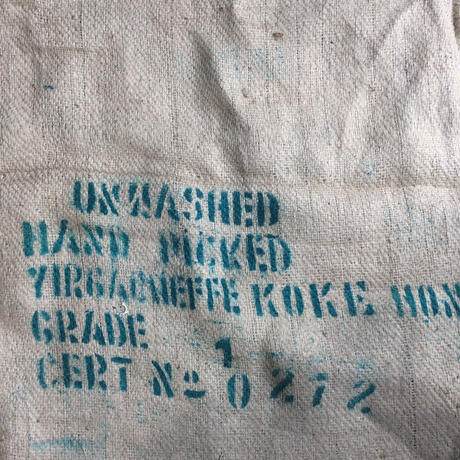 UNWASHED
HAND PICKED
YIRGACHEFFE KOKE HON
GRADE 1
CERT No 0272